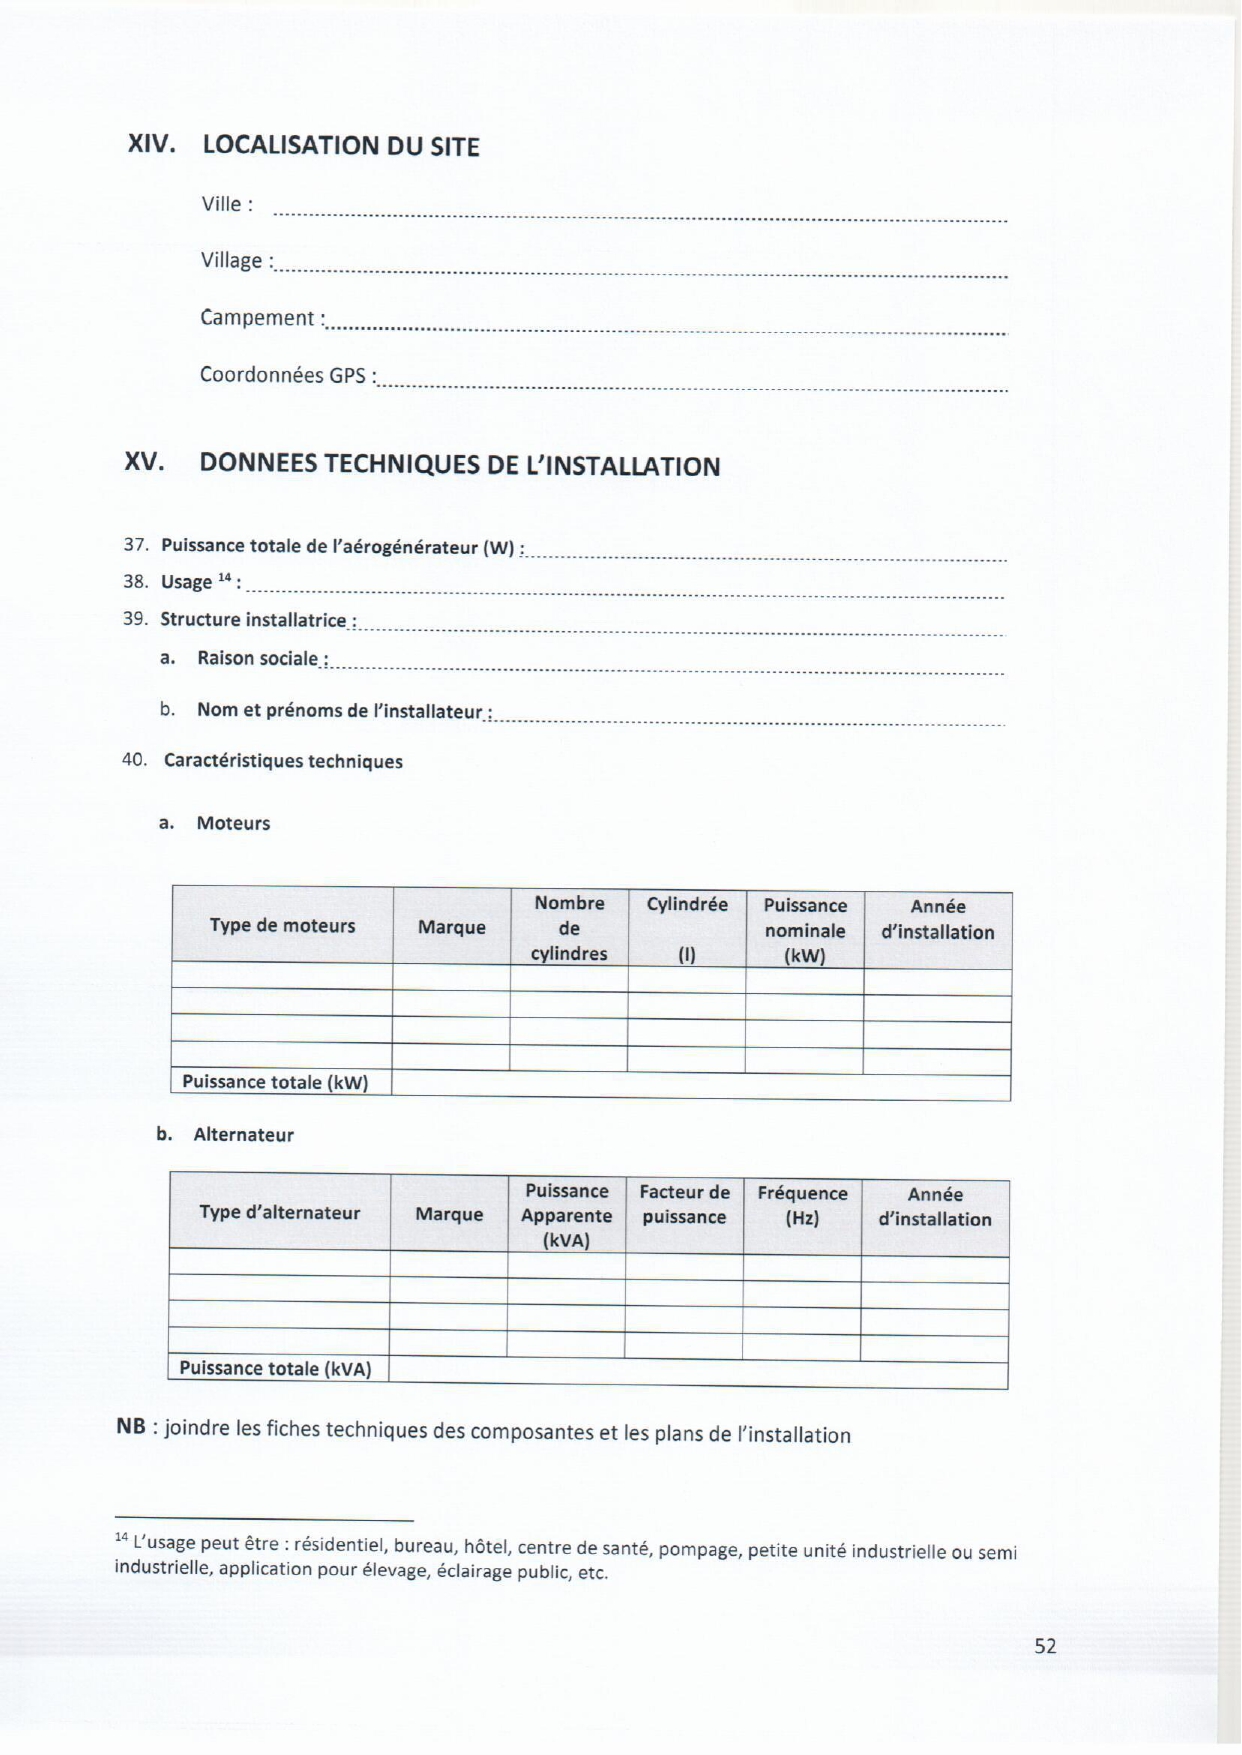 XIV. LOCALISATION DU SITE
Ville :
Village :
Campement :
Coordonnées GPS :
XV. DONNEES TECHNIQUES DE L’INSTALLATION
37. Puissance totale de l’aérogénérateur (W) :
38. Usage 14 :
39. Structure installatrice :
a. Raison sociale :
b. Nom et prénoms de l’installateur :
40. Caractéristiques techniques
a. Moteurs
Type de moteurs Marque Nombre de cylindres Cylindrée (l) Puissance nominale (kW) Année d’installation
Puissance totale (kW)
b. Alternateur
Type d’alternateur Marque Puissance Apparente (kVA) Facteur de puissance Fréquence (Hz) Année d’installation
Puissance totale (kVA)
NB : joindre les fiches techniques des composantes et les plans de l’installation
14 L’usage peut être : résidentiel, bureau, hôtel, centre de santé, pompage, petite unité industrielle ou semi
industrielle, application pour élevage, éclairage public, etc.
52